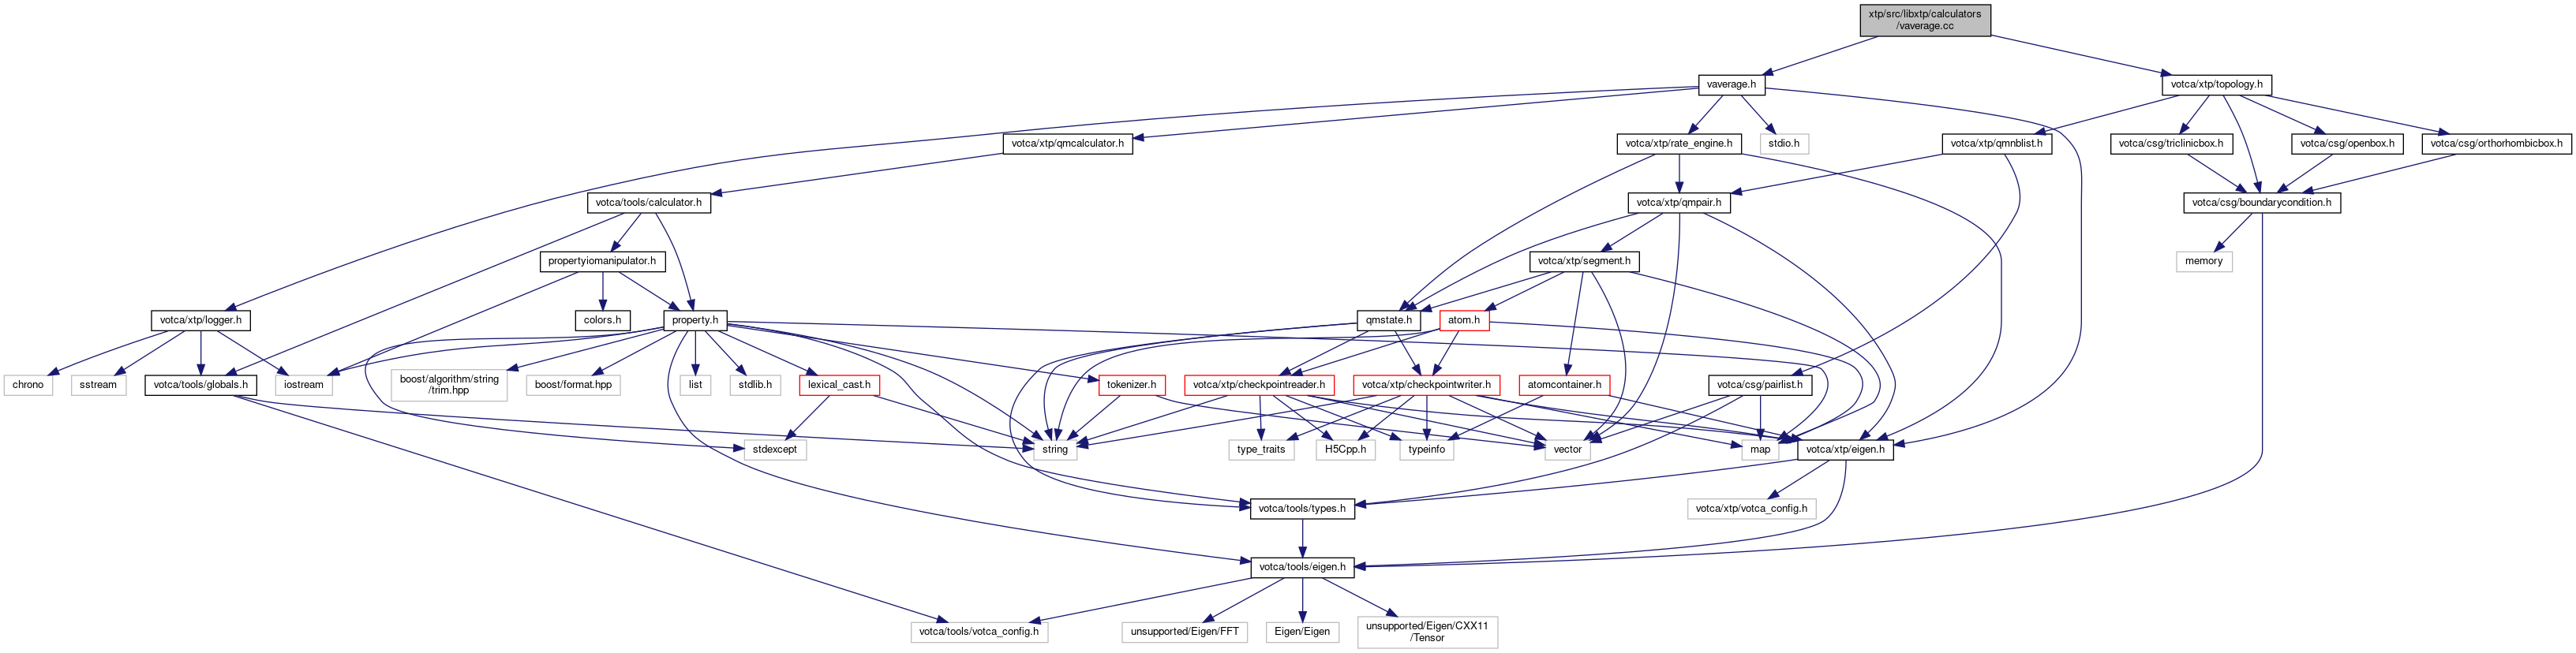 xtp/src/libxtp/calculators
/vaverage.cc
vaverage.h
votca/xtp/topology.h
votca/xtp/qmcalculator.h
votca/xtp/rate_engine.h
stdio.h
votca/xtp/qmnblist.h
votca/csg/triclinicbox.h
votca/csg/openbox.h
votca/csg/orthorhombicbox.h
votca/tools/calculator.h
votca/xtp/qmpair.h
votca/csg/boundarycondition.h
propertyiomanipulator.h
votca/xtp/segment.h
memory
votca/xtp/logger.h
colors.h
property.h
qmstate.h
atom.h
chrono
sstream
votca/tools/globals.h
iostream
boost/algorithm/string
/trim.hpp
boost/format.hpp
list
stdlib.h
lexical_cast.h
tokenizer.h
votca/xtp/checkpointreader.h
votca/xtp/checkpointwriter.h
atomcontainer.h
votca/csg/pairlist.h
stdexcept
string
type_traits
H5Cpp.h
typeinfo
vector
map
votca/xtp/eigen.h
votca/tools/types.h
votca/xtp/votca_config.h
votca/tools/eigen.h
votca/tools/votca_config.h
unsupported/Eigen/FFT
Eigen/Eigen
unsupported/Eigen/CXX11
/Tensor